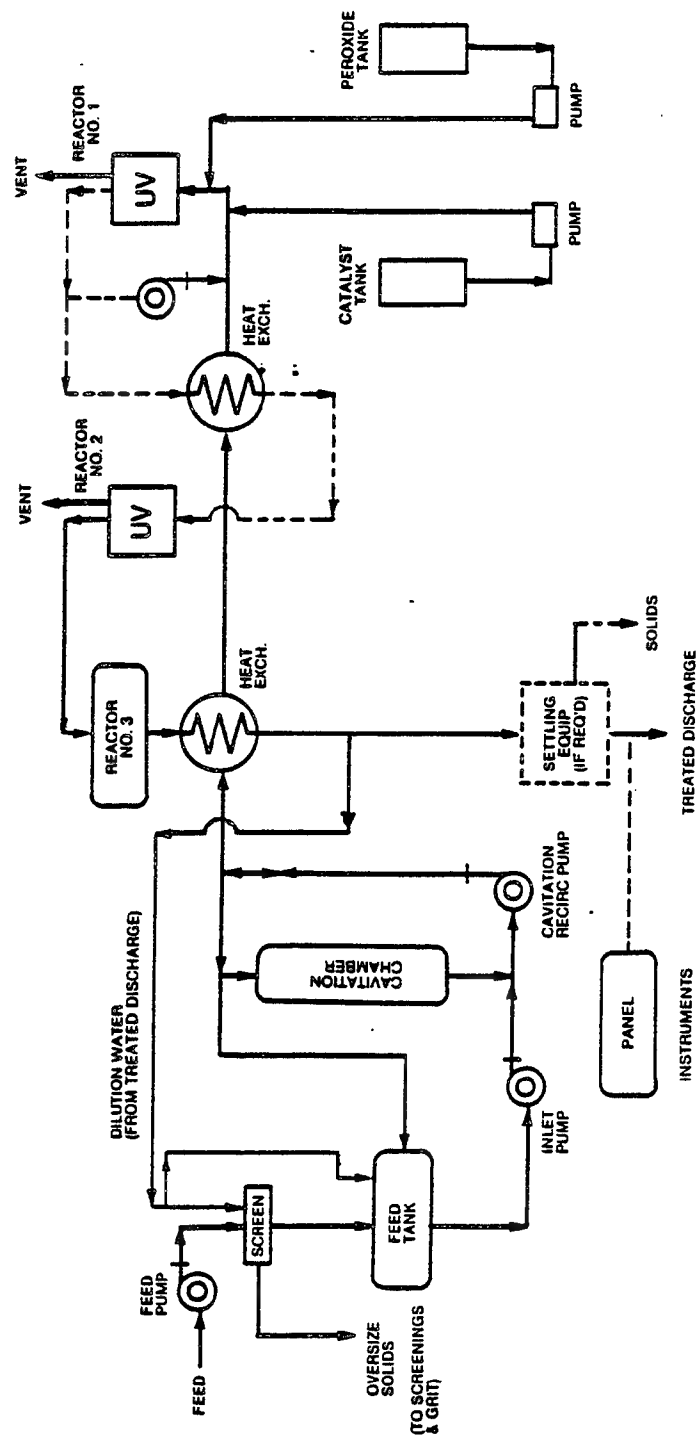 FEED
FEED
PUMP
SCREEN
OVERSIZE
SOLIDS
(TO SCREENINGS
& GRIT)
DILUTION WATER
(FROM TREATED DISCHARGE)
FEED
TANK
INLET
PUMP
CAVITATION
CHAMBER
CAVITATION
RECIRC PUMP
PANEL
INSTRUMENTS
REACTOR
NO. 3
HEAT
EXCH.
SETTLING
EQUIP
(IF REQ'D)
SOLIDS
TREATED DISCHARGE
VENT
REACTOR
NO. 2
UV
HEAT
EXCH.
VENT
REACTOR
NO. 1
UV
CATALYST
TANK
PUMP
PEROXIDE
TANK
PUMP